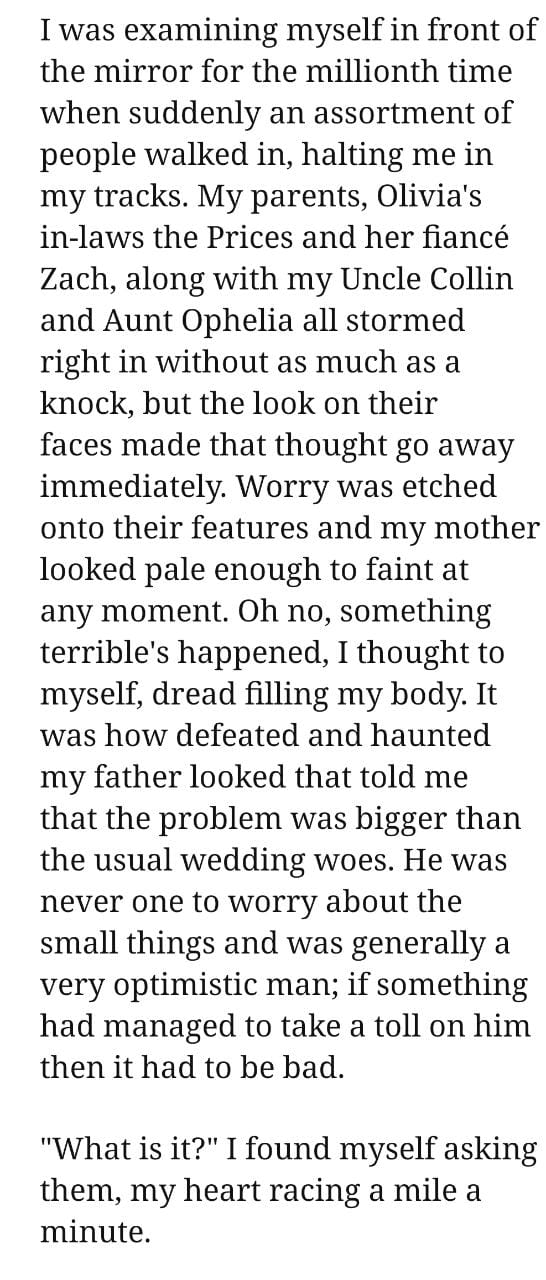 I was examining myself in front of
the mirror for the millionth time
when suddenly an assortment of
people walked in, halting me in
my tracks. My parents, Olivia's
in-laws the Prices and her fiancé
Zach, along with my Uncle Collin
and Aunt Ophelia all stormed
right in without as much as a
knock, but the look on their
faces made that thought go away
immediately. Worry was etched
onto their features and my mother
looked pale enough to faint at
any moment. Oh no, something
terrible's happened, I thought to
myself, dread filling my body. It
was how defeated and haunted
my father looked that told me
that the problem was bigger than
the usual wedding woes. He was
never one to worry about the
small things and was generally a
very optimistic man; if something
had managed to take a toll on him
then it had to be bad.

"What is it?" I found myself asking
them, my heart racing a mile a
minute.